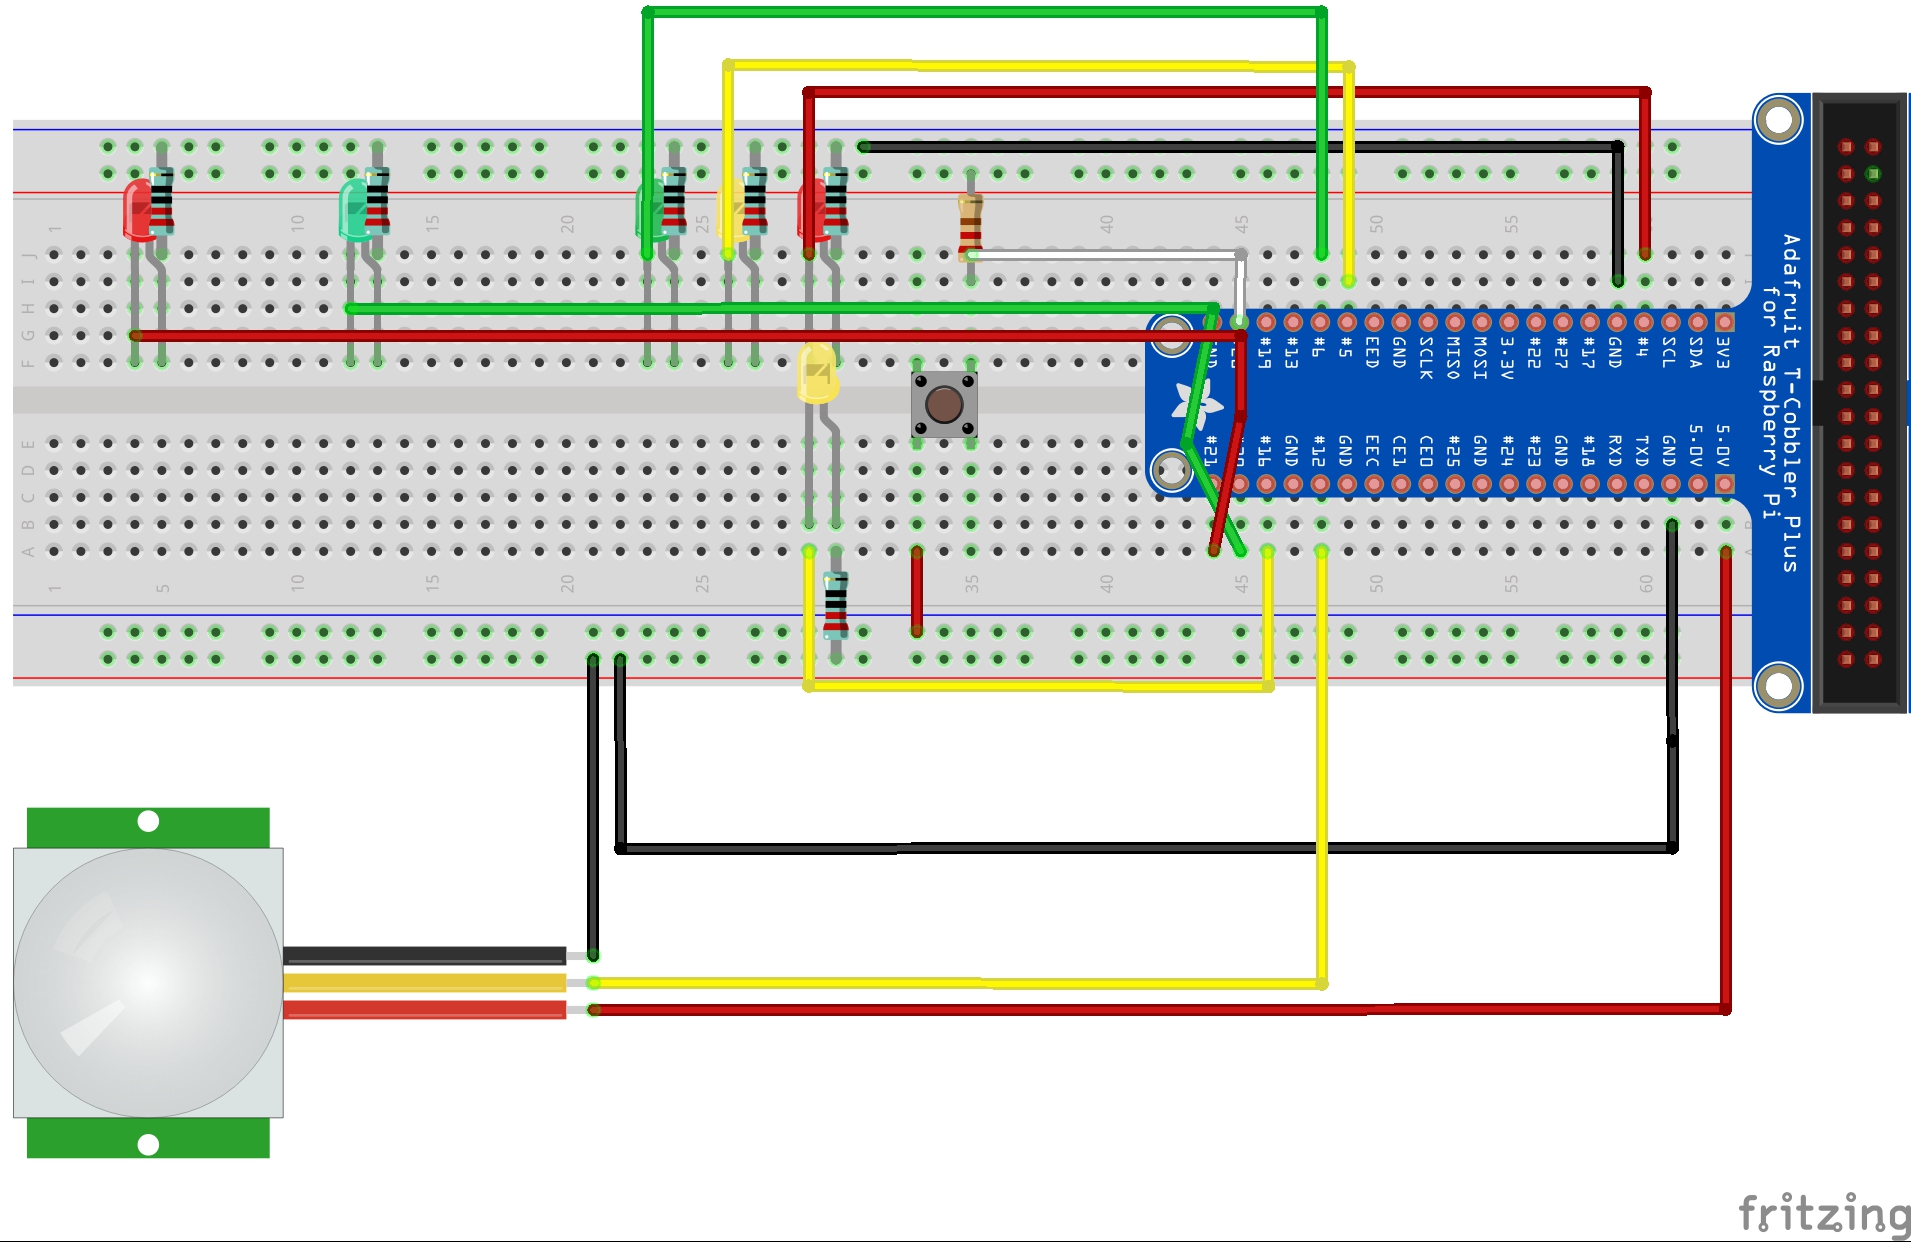 1 5 10 15 20 25 30 35 40 45 50 55 60
J
I
H
G
F
E
D
C
B
A
1 5 10 15 20 25 30 35 40 45 50 55 60
#19 #13 #6 #5 EED GND SCLK MISO MOSI 3.3V #22 #27 #17 GND #4 SCL SDA 3V3
#21 #16 GND #12 GND EEC CE1 CE0 #25 GND #24 #23 GND #18 RXD TXD GND 5.0V 5.0V
Adafruit T-Cobbler Plus
for Raspberry Pi
fritzing